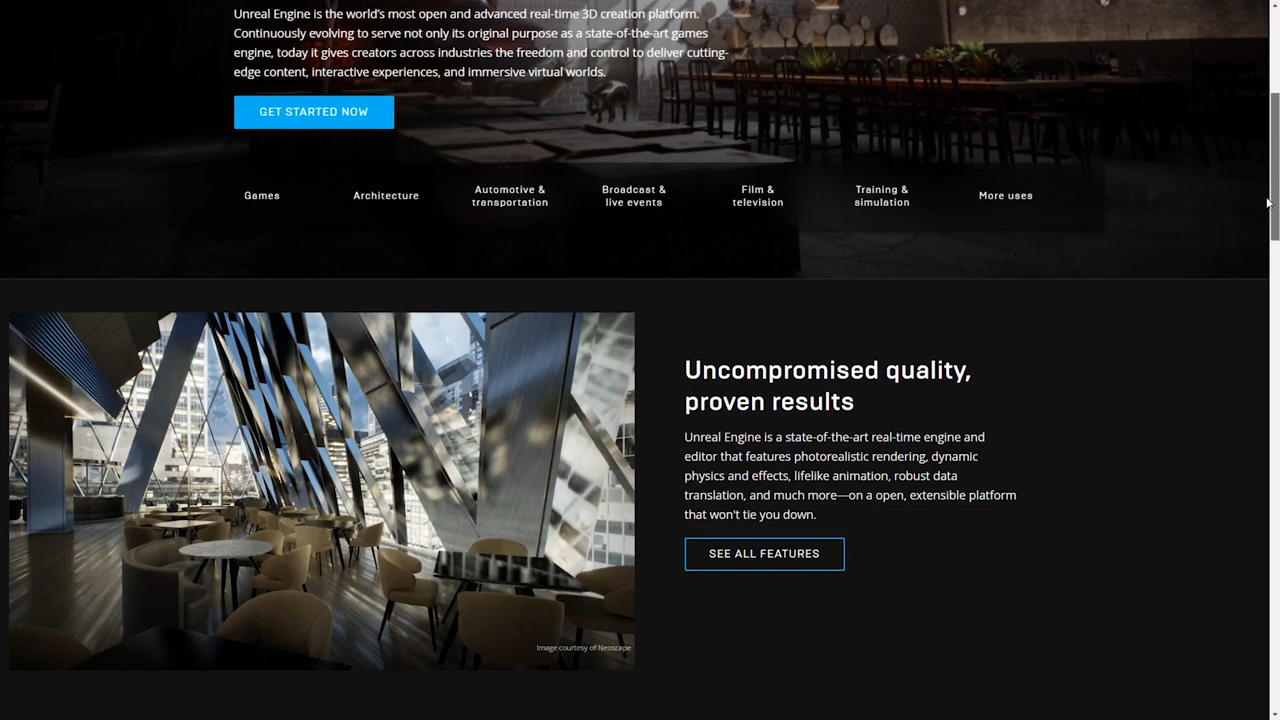 Unreal Engine is the world's most open and advanced real-time 3D creation platform.
Continuously evolving to serve not only its original purpose as a state-of-the-art games
engine, today it gives creators across industries the freedom and control to deliver cutting-
edge content, interactive experiences, and immersive virtual worlds.
GET STARTED NOW
Games
Architecture
Automotive &
transportation
Broadcast &
live events
Film &
television
Training &
simulation
More uses
Uncompromised quality,
proven results
Unreal Engine is a state-of-the-art real-time engine and
editor that features photorealistic rendering, dynamic
physics and effects, lifelike animation, robust data
translation, and much more—on a open, extensible platform
that won't tie you down.
SEE ALL FEATURES
Image courtesy of Neoscape